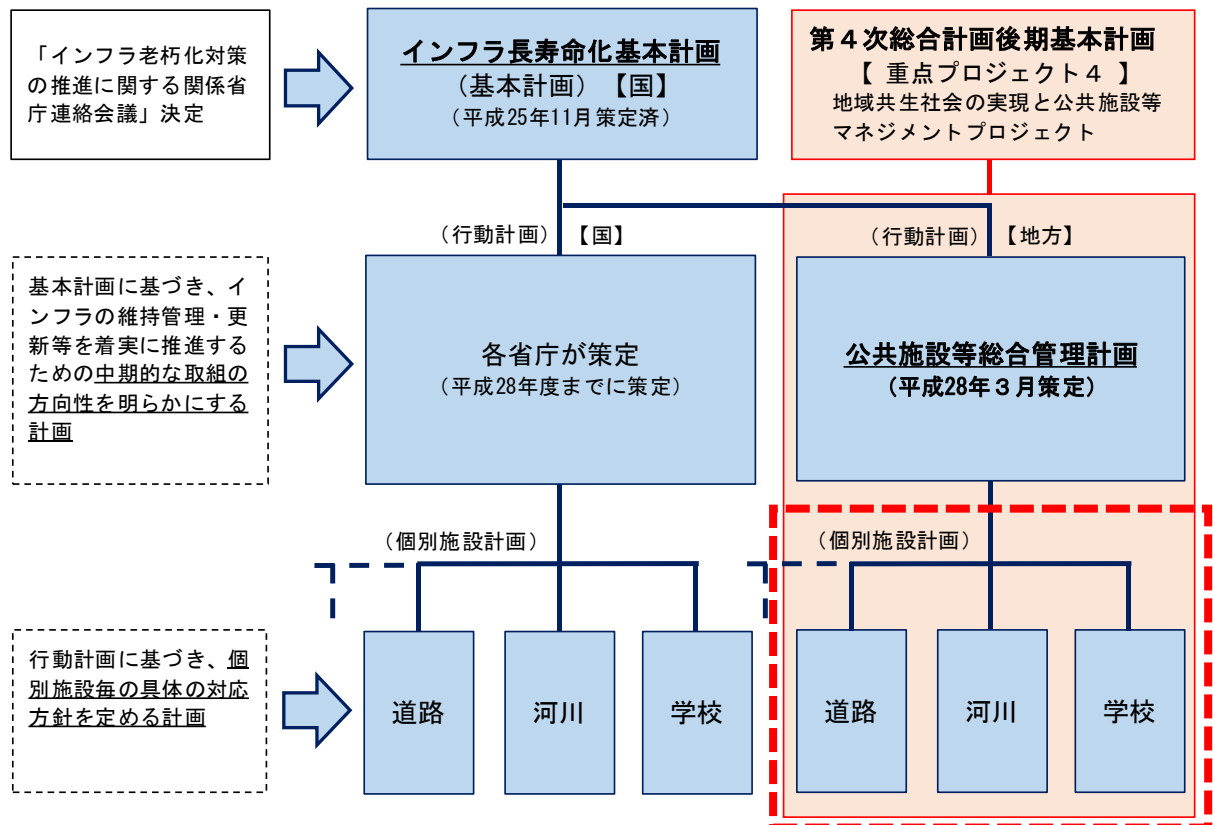 「インフラ老朽化対策
の推進に関する関係省
庁連絡会議」決定
インフラ長寿命化基本計画
（基本計画）【国】
（平成25年11月策定済）
第４次総合計画後期基本計画
【 重点プロジェクト４ 】
地域共生社会の実現と公共施設等
マネジメントプロジェクト
（行動計画）【国】
（行動計画）【地方】
基本計画に基づき、イ
ンフラの維持管理・更
新等を着実に推進する
ための中期的な取組の
方向性を明らかにする
計画
各省庁が策定
（平成28年度までに策定）
公共施設等総合管理計画
（平成28年３月策定）
（個別施設計画）
（個別施設計画）
行動計画に基づき、個
別施設毎の具体の対応
方針を定める計画
道路
河川
学校
道路
河川
学校